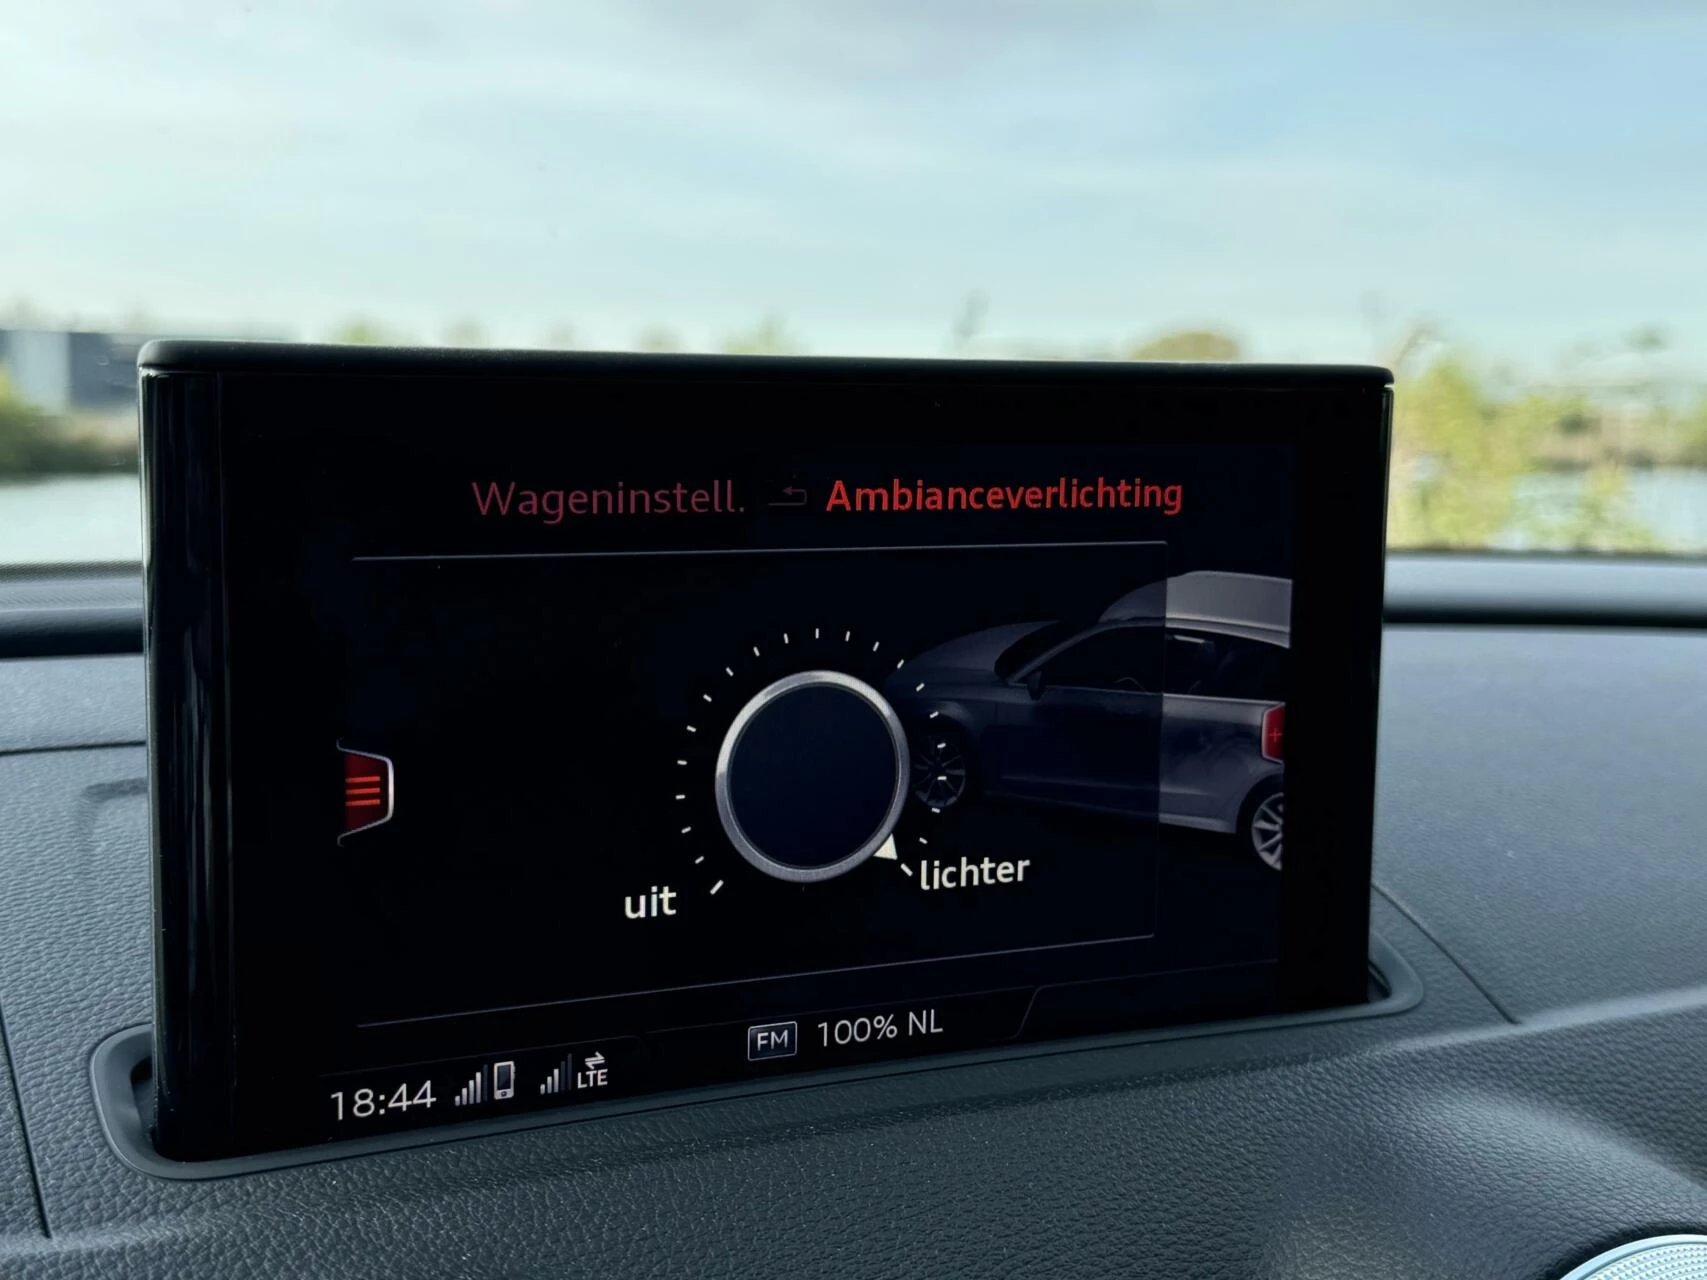 Wageninstell. Ambianceverlichting
lichter
uit
FM 100% NL
18:44 LTE